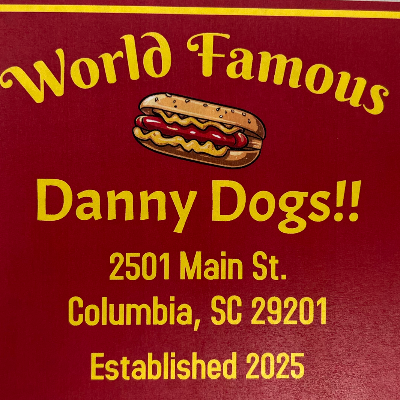 World Famous
Danny Dogs!!
2501 Main St.
Columbia, SC 29201
Established 2025